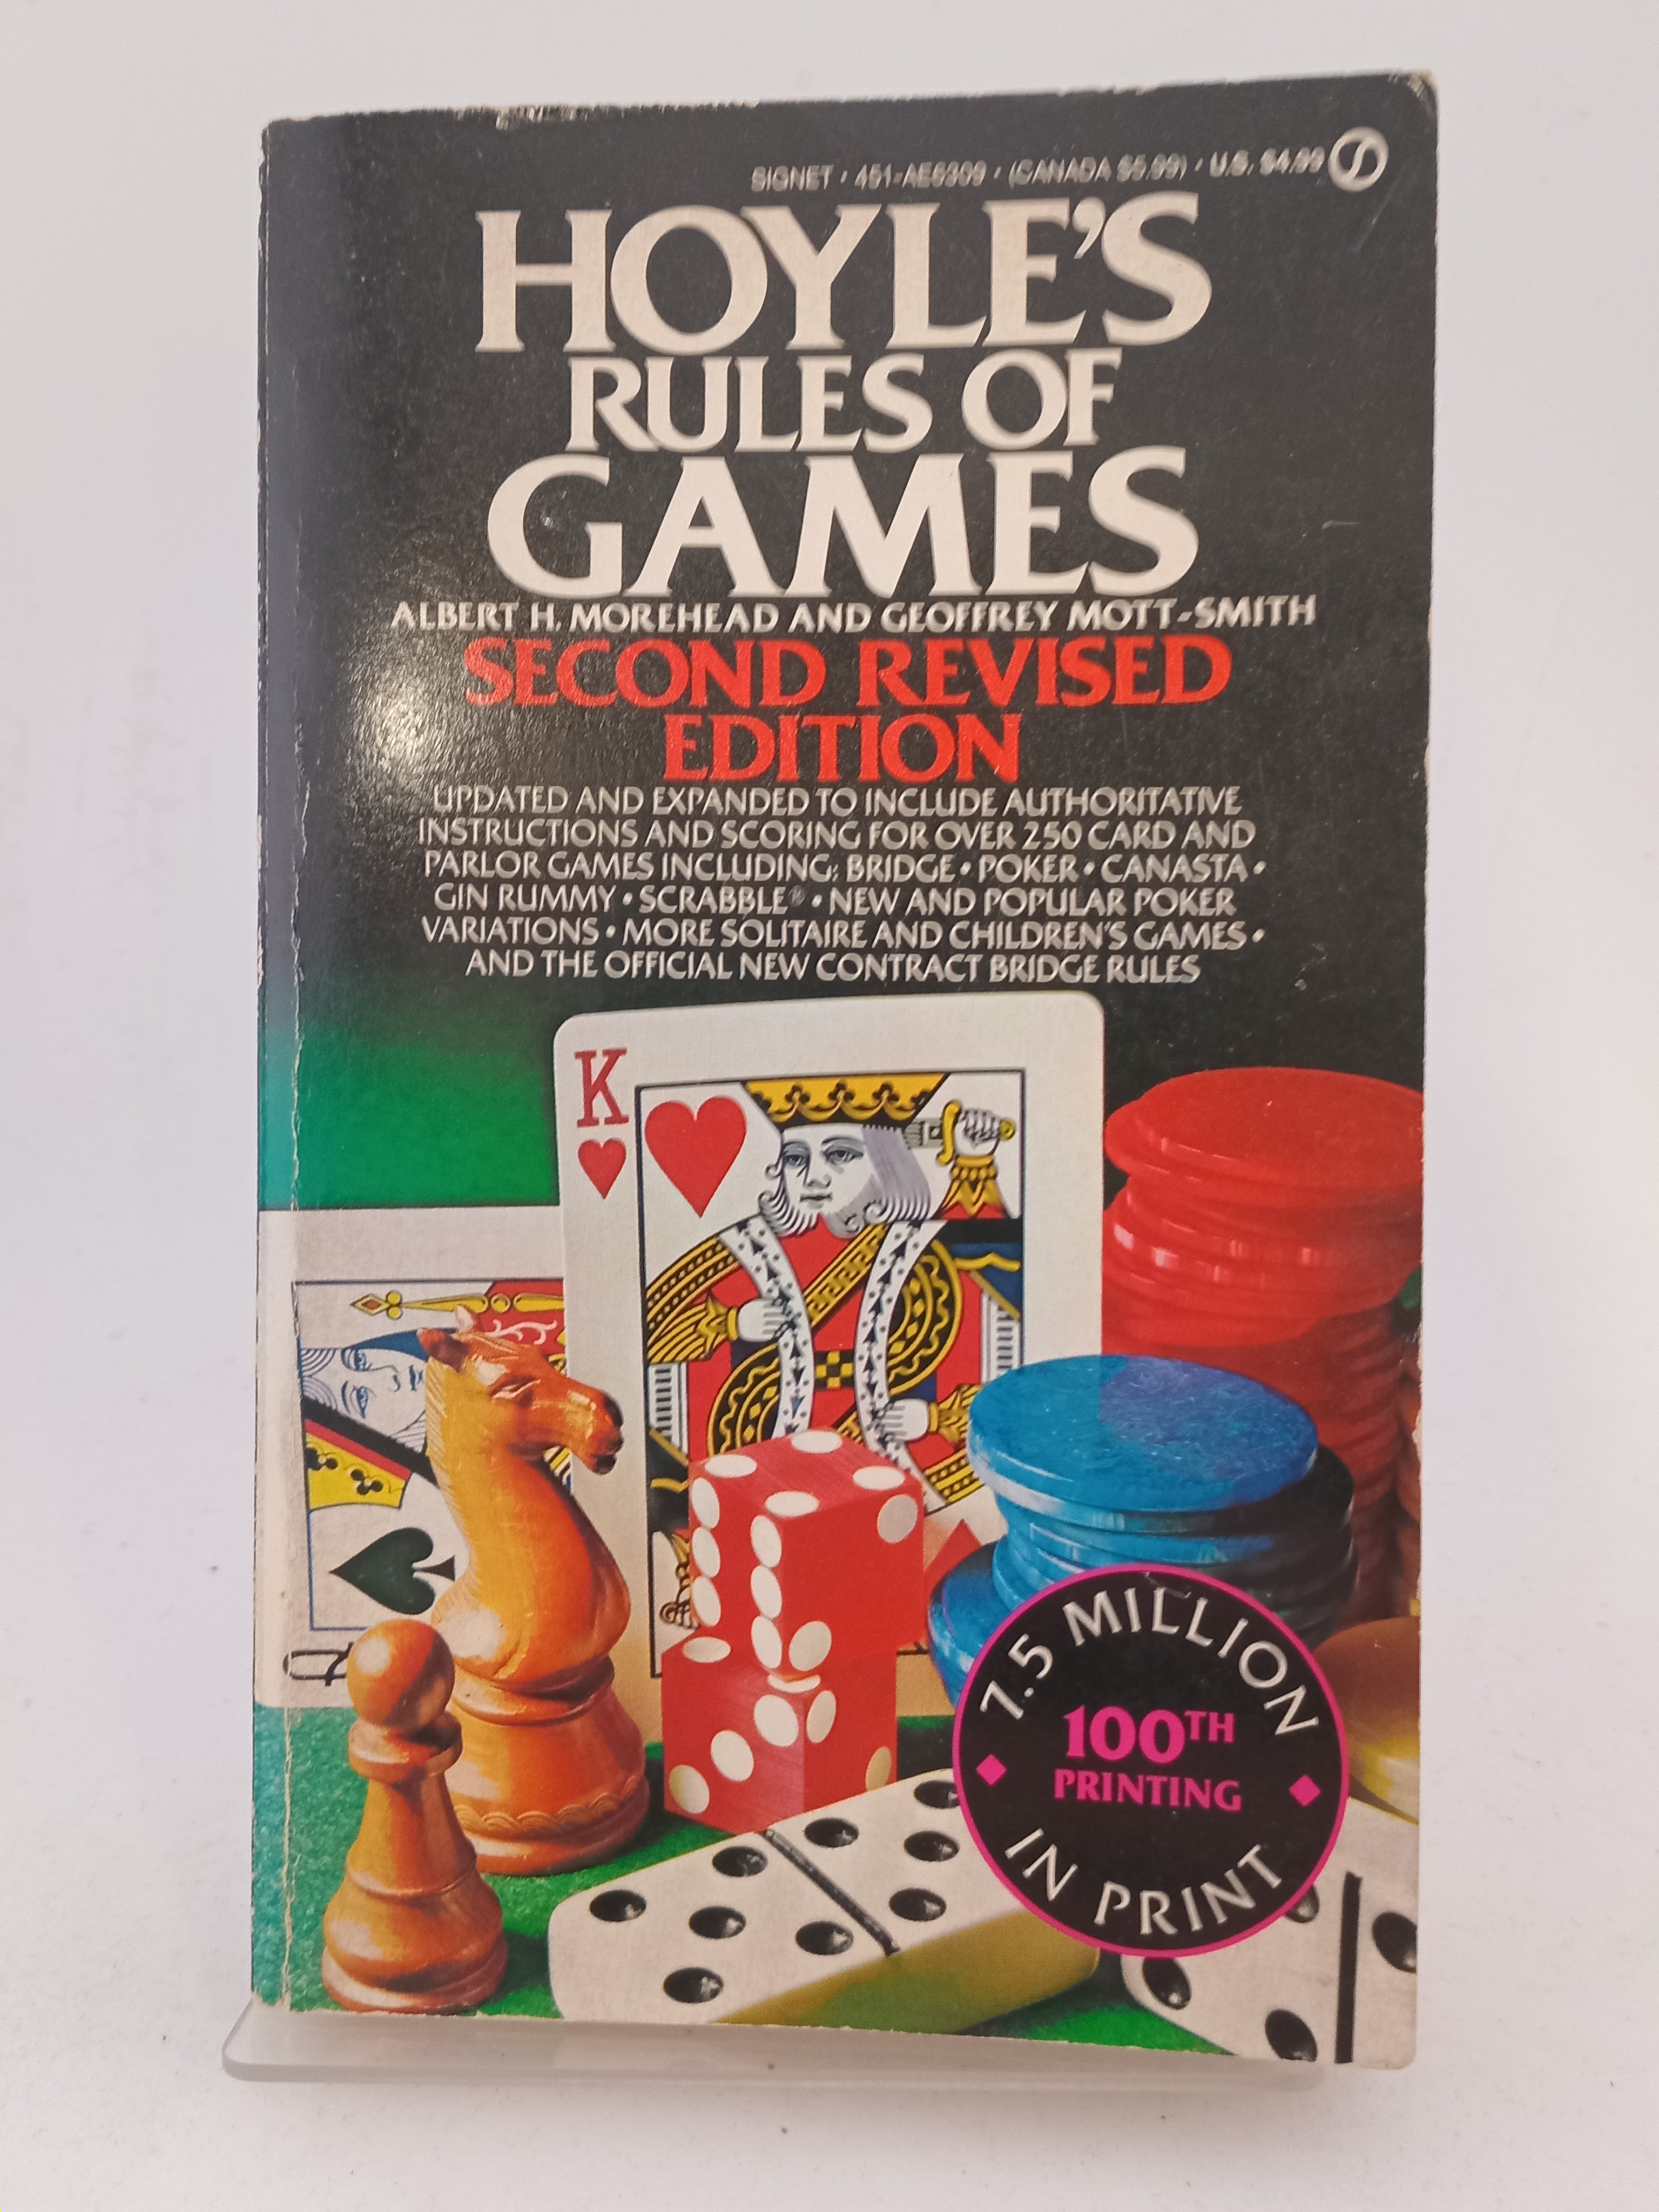 SIGNET • 451-AE6309 • (CANADA $5.99) • U.S. $4.99
HOYLE'S
RULES OF
GAMES
ALBERT H. MOREHEAD AND GEOFFREY MOTT-SMITH
SECOND REVISED
EDITION
UPDATED AND EXPANDED TO INCLUDE AUTHORITATIVE
INSTRUCTIONS AND SCORING FOR OVER 250 CARD AND
PARLOR GAMES INCLUDING: BRIDGE • POKER • CANASTA •
GIN RUMMY • SCRABBLE® • NEW AND POPULAR POKER
VARIATIONS • MORE SOLITAIRE AND CHILDREN'S GAMES •
AND THE OFFICIAL NEW CONTRACT BRIDGE RULES
K
Q
7.5 MILLION
100TH
PRINTING
IN PRINT